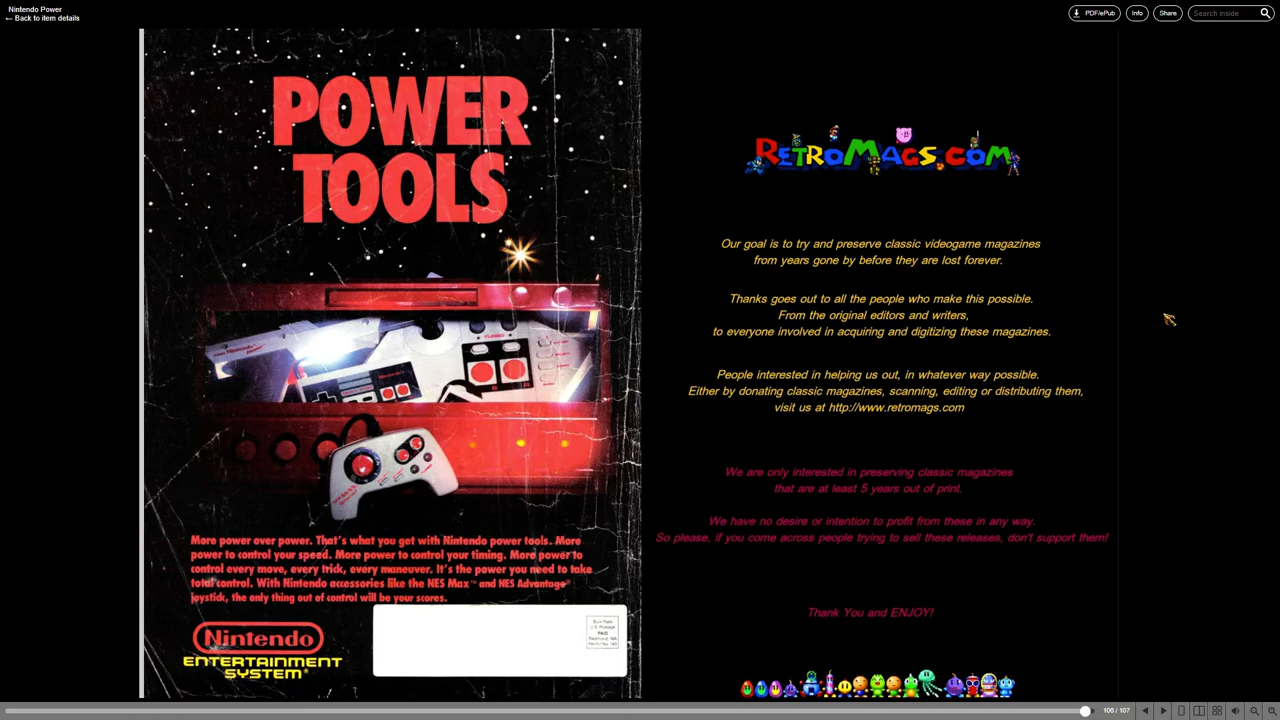 Nintendo Power
← Back to item details
PDF/ePub
Info
Share
Search inside
POWER
TOOLS
More power over power. That's what you get with Nintendo power tools. More
power to control your speed. More power to control your timing. More power to
control every move, every trick, every maneuver. It's the power you need to take
total control. With Nintendo accessories like the NES Max™ and NES Advantage®
joystick, the only thing out of control will be your scores.
Nintendo
ENTERTAINMENT
SYSTEM®
Bulk Rate
U.S. Postage
PAID
RETROMAGS.COM
Our goal is to try and preserve classic videogame magazines
from years gone by before they are lost forever.
Thanks goes out to all the people who make this possible.
From the original editors and writers,
to everyone involved in acquiring and digitizing these magazines.
People interested in helping us out, in whatever way possible.
Either by donating classic magazines, scanning, editing or distributing them,
visit us at http://www.retromags.com
We are only interested in preserving classic magazines
that are at least 5 years out of print.
We have no desire or intention to profit from these in any way.
So please, if you come across people trying to sell these releases, don't support them!
Thank You and ENJOY!
106 / 107